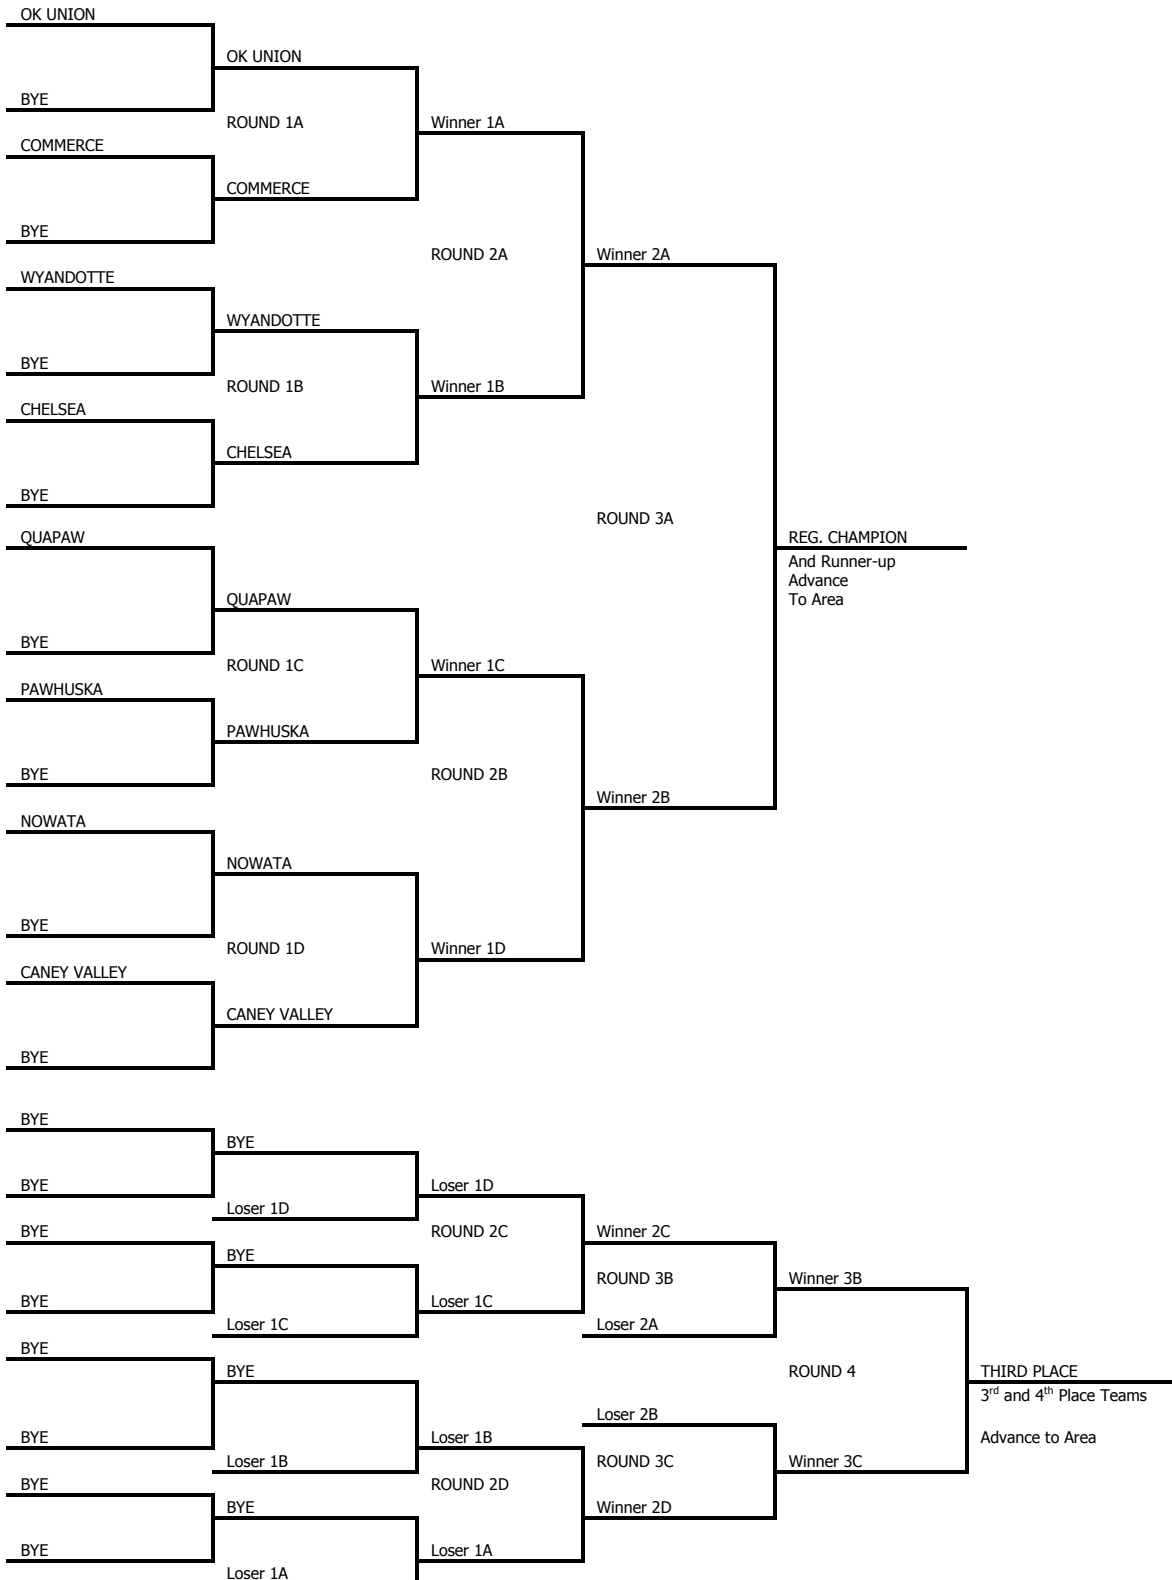 OK UNION
OK UNION
BYE
ROUND 1A
Winner 1A
COMMERCE
COMMERCE
BYE
ROUND 2A
Winner 2A
WYANDOTTE
WYANDOTTE
BYE
ROUND 1B
Winner 1B
CHELSEA
CHELSEA
BYE
ROUND 3A
QUAPAW
REG. CHAMPION
And Runner-up
Advance
To Area
QUAPAW
BYE
ROUND 1C
Winner 1C
PAWHUSKA
PAWHUSKA
BYE
ROUND 2B
Winner 2B
NOWATA
NOWATA
BYE
ROUND 1D
Winner 1D
CANEY VALLEY
CANEY VALLEY
BYE
BYE
BYE
BYE
Loser 1D
Loser 1D
BYE
ROUND 2C
Winner 2C
BYE
ROUND 3B
Winner 3B
BYE
Loser 1C
Loser 1C
Loser 2A
BYE
BYE
ROUND 4
THIRD PLACE
3rd and 4th Place Teams
Loser 2B
BYE
Loser 1B
Advance to Area
Loser 1B
ROUND 3C
Winner 3C
BYE
ROUND 2D
BYE
Winner 2D
BYE
Loser 1A
Loser 1A